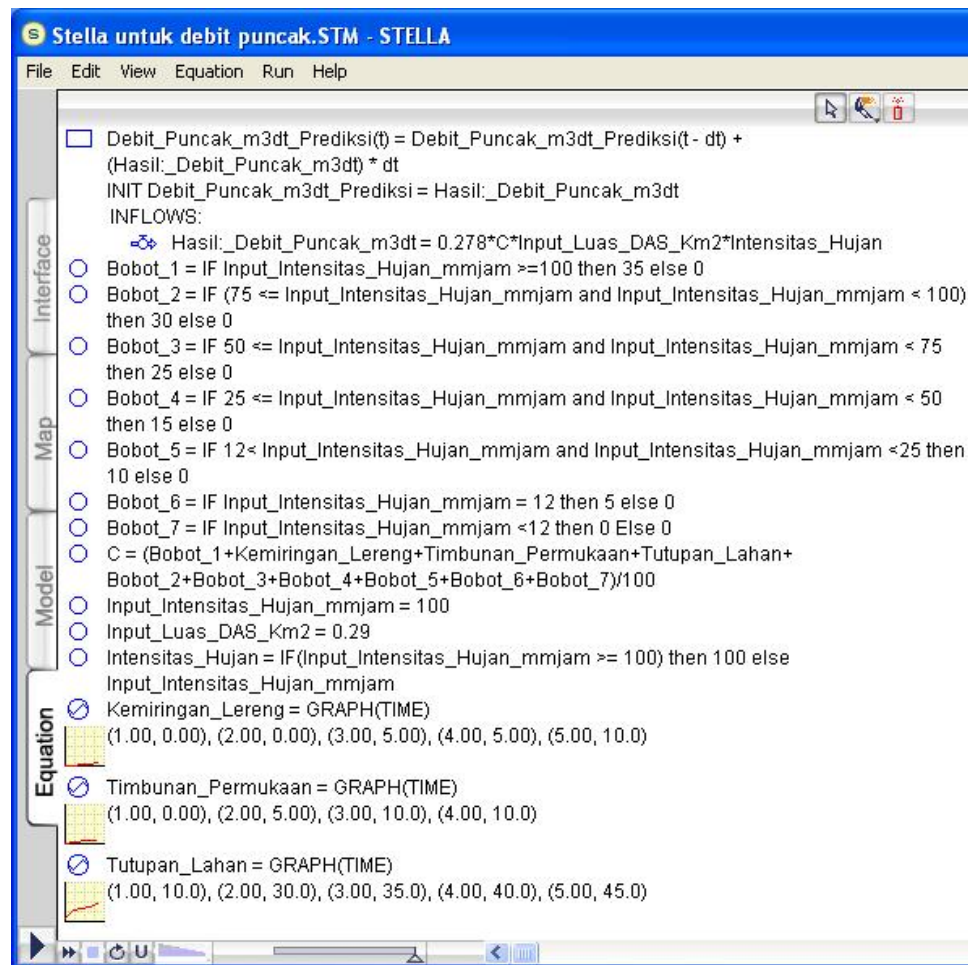 Stella untuk debit puncak.STM - STELLA
File Edit View Equation Run Help
Debit_Puncak_m3dt_Prediksi(t) = Debit_Puncak_m3dt_Prediksi(t - dt) +
(Hasil:_Debit_Puncak_m3dt) * dt
INIT Debit_Puncak_m3dt_Prediksi = Hasil:_Debit_Puncak_m3dt
INFLOWS:
Hasil:_Debit_Puncak_m3dt = 0.278*C*Input_Luas_DAS_Km2*Intensitas_Hujan
Bobot_1 = IF Input_Intensitas_Hujan_mmjam >=100 then 35 else 0
Bobot_2 = IF (75 <= Input_Intensitas_Hujan_mmjam and Input_Intensitas_Hujan_mmjam < 100)
then 30 else 0
Bobot_3 = IF 50 <= Input_Intensitas_Hujan_mmjam and Input_Intensitas_Hujan_mmjam < 75
then 25 else 0
Bobot_4 = IF 25 <= Input_Intensitas_Hujan_mmjam and Input_Intensitas_Hujan_mmjam < 50
then 15 else 0
Bobot_5 = IF 12< Input_Intensitas_Hujan_mmjam and Input_Intensitas_Hujan_mmjam <25 then
10 else 0
Bobot_6 = IF Input_Intensitas_Hujan_mmjam = 12 then 5 else 0
Bobot_7 = IF Input_Intensitas_Hujan_mmjam <12 then 0 Else 0
C = (Bobot_1+Kemiringan_Lereng+Timbunan_Permukaan+Tutupan_Lahan+
Bobot_2+Bobot_3+Bobot_4+Bobot_5+Bobot_6+Bobot_7)/100
Input_Intensitas_Hujan_mmjam = 100
Input_Luas_DAS_Km2 = 0.29
Intensitas_Hujan = IF(Input_Intensitas_Hujan_mmjam >= 100) then 100 else
Input_Intensitas_Hujan_mmjam
Kemiringan_Lereng = GRAPH(TIME)
(1.00, 0.00), (2.00, 0.00), (3.00, 5.00), (4.00, 5.00), (5.00, 10.0)
Timbunan_Permukaan = GRAPH(TIME)
(1.00, 0.00), (2.00, 5.00), (3.00, 10.0), (4.00, 10.0)
Tutupan_Lahan = GRAPH(TIME)
(1.00, 10.0), (2.00, 30.0), (3.00, 35.0), (4.00, 40.0), (5.00, 45.0)
Interface
Map
Model
Equation
U